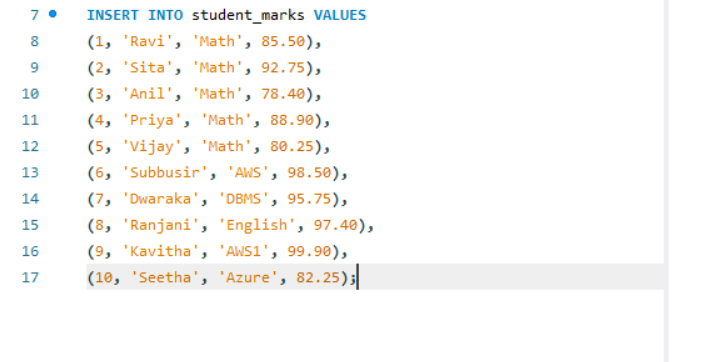 7 INSERT INTO student_marks VALUES
8 (1, 'Ravi', 'Math', 85.50),
9 (2, 'Sita', 'Math', 92.75),
10 (3, 'Anil', 'Math', 78.40),
11 (4, 'Priya', 'Math', 88.90),
12 (5, 'Vijay', 'Math', 80.25),
13 (6, 'Subbusir', 'AWS', 98.50),
14 (7, 'Dwaraka', 'DBMS', 95.75),
15 (8, 'Ranjani', 'English', 97.40),
16 (9, 'Kavitha', 'AWS1', 99.90),
17 (10, 'Seetha', 'Azure', 82.25);